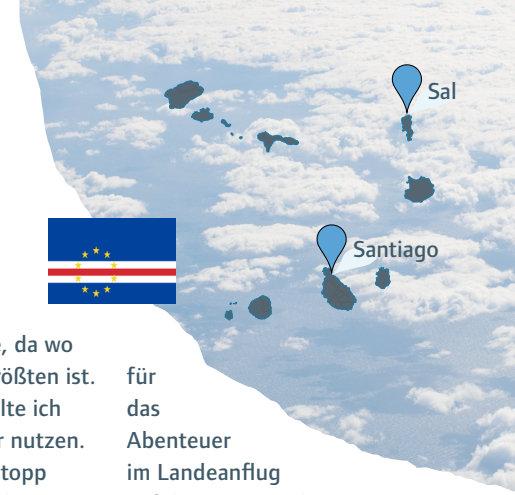 Sal
Santiago
, da wo
ößten ist.
lte ich
r nutzen.
topp
für
das
Abenteuer
im Landeanflug